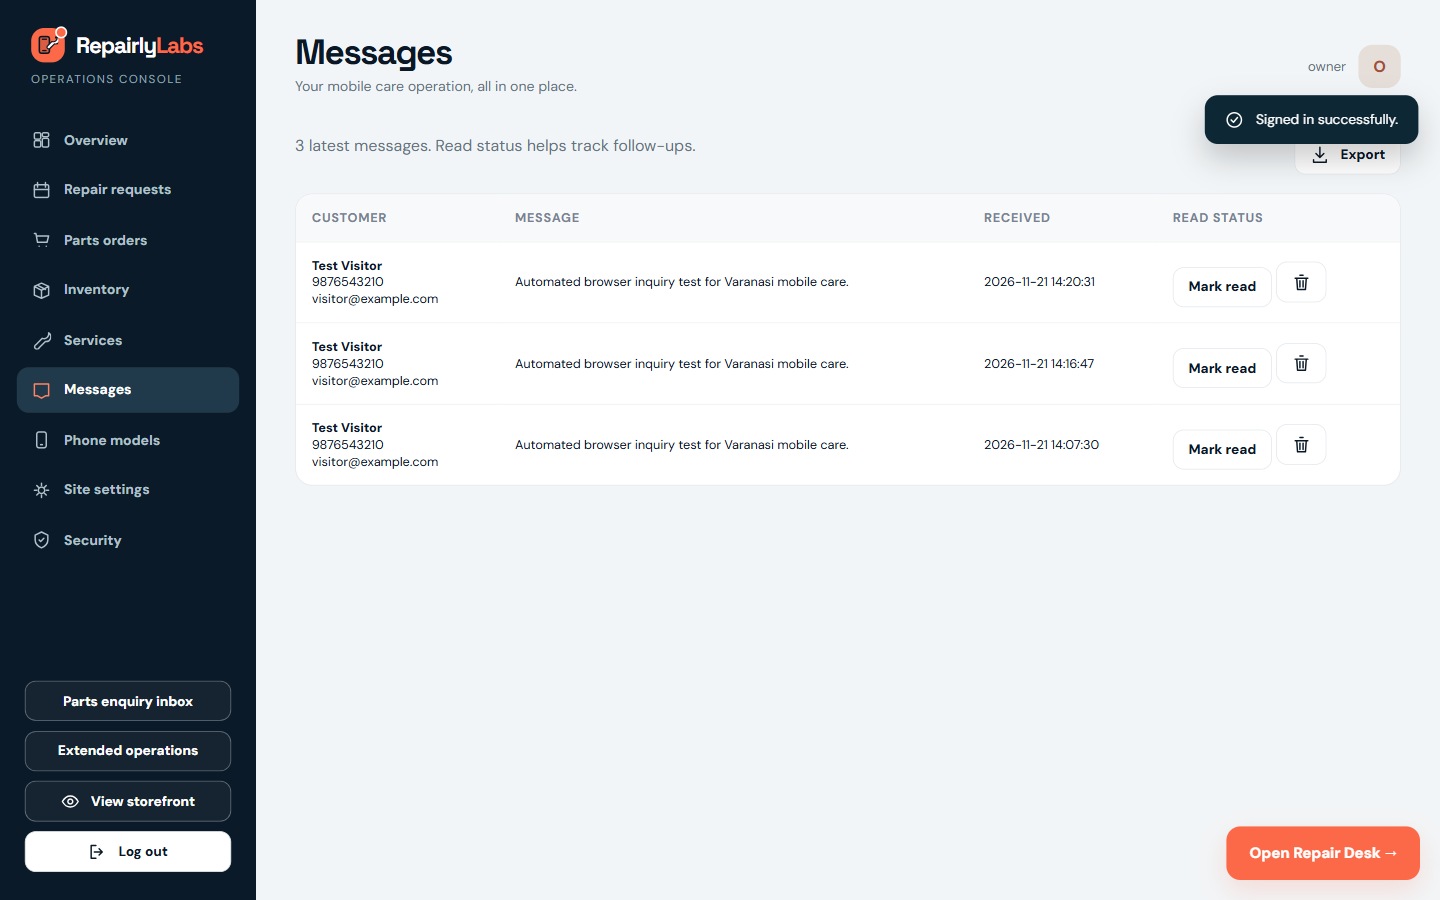 RepairlyLabs
OPERATIONS CONSOLE
Overview
Repair requests
Parts orders
Inventory
Services
Messages
Phone models
Site settings
Security
Parts enquiry inbox
Extended operations
View storefront
Log out
Messages
Your mobile care operation, all in one place.
owner O
Signed in successfully.
3 latest messages. Read status helps track follow-ups.
Export
CUSTOMER MESSAGE RECEIVED READ STATUS
Test Visitor
9876543210
visitor@example.com
Automated browser inquiry test for Varanasi mobile care.
2026-11-21 14:20:31
Mark read
Test Visitor
9876543210
visitor@example.com
Automated browser inquiry test for Varanasi mobile care.
2026-11-21 14:16:47
Mark read
Test Visitor
9876543210
visitor@example.com
Automated browser inquiry test for Varanasi mobile care.
2026-11-21 14:07:30
Mark read
Open Repair Desk →